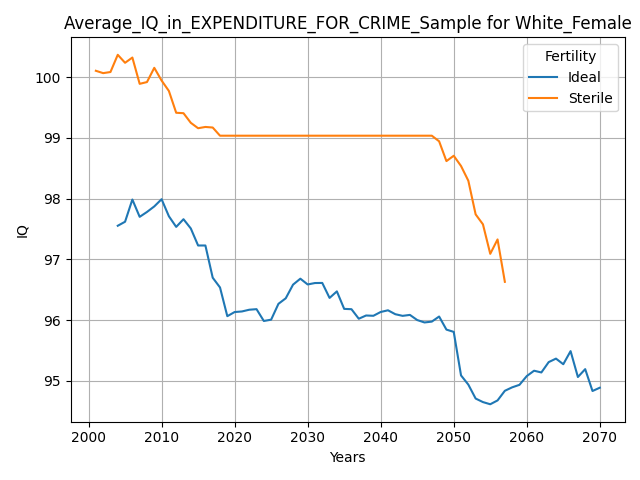 Average_IQ_in_EXPENDITURE_FOR_CRIME_Sample for White_Female
Fertility
Ideal
Sterile
100
99
98
97
96
95
IQ
2000 2010 2020 2030 2040 2050 2060 2070
Years